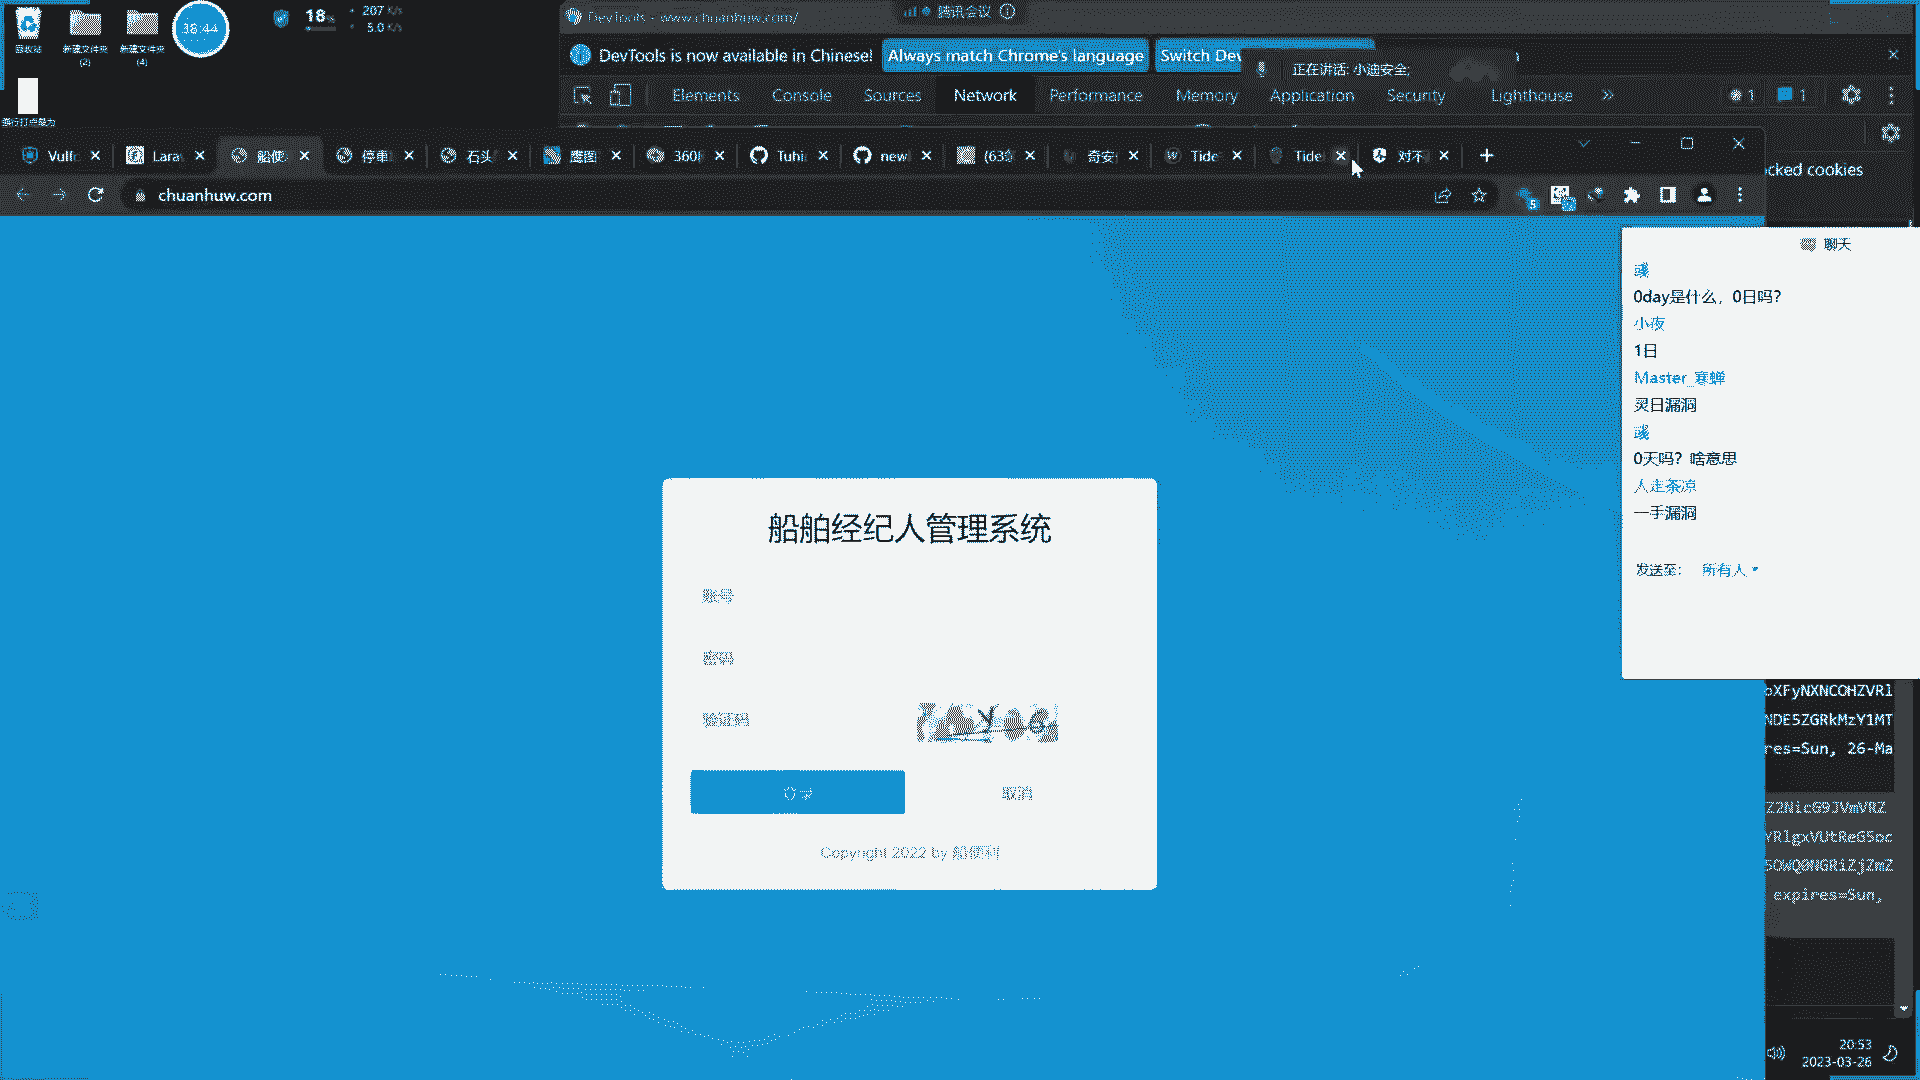 回收站
新建文件夹
(2)
新建文件夹
(4)
36:44
18%
207 K/s
5.0 K/s
DevTools - www.chuanhuw.com/
腾讯会议
DevTools is now available in Chinese!
Always match Chrome's language
Switch Dev
正在讲话: 小迪安全;
Elements
Console
Sources
Network
Performance
Memory
Application
Security
Lighthouse
1
1
Vulf
Lara
船使
停車
石头
鹰图
360
Tuhi
new
(63
奇安
Tide
Tide
对不
cked cookies
chuanhuw.com
5
聊天
0day是什么，0日吗?
小夜
1日
Master_寒蝉
灵日漏洞
0天吗? 啥意思
人走茶凉
一手漏洞
发送至:
所有人
船舶经纪人管理系统
账号
密码
验证码
登录
取消
Copyright 2022 by
XFyNXNCOHZVRl
NDE5ZGRkMzY1MT
res=Sun, 26-Ma
Z2NicG9JVmVRZ
YRlgxVUtReG5oc
5OWQ0NGRiZjZmZ
expires=Sun,
20:53
2023-03-26